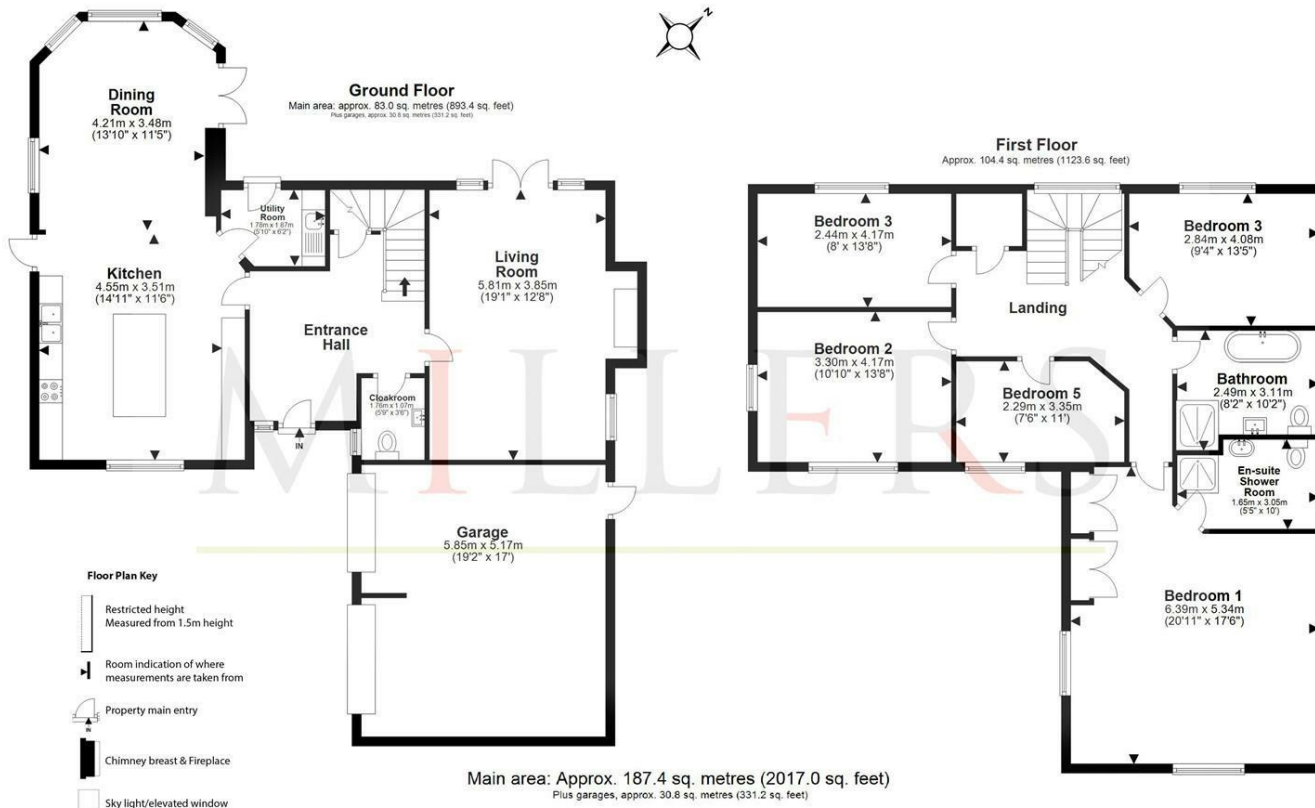 N
Ground Floor
Main area: approx. 83.0 sq. metres (893.4 sq. feet)
Plus garages, approx. 30.8 sq. metres (331.2 sq. feet)
Dining
Room
4.21m x 3.48m
(13'10" x 11'5")
Utility
Room
1.78m x 1.87m
(5'10" x 6'2")
Kitchen
4.55m x 3.51m
(14'11" x 11'6")
Living
Room
5.81m x 3.85m
(19'1" x 12'8")
Entrance
Hall
Cloakroom
1.76m x 1.07m
(5'9" x 3'6")
IN
Garage
5.85m x 5.17m
(19'2" x 17')
First Floor
Approx. 104.4 sq. metres (1123.6 sq. feet)
Bedroom 3
2.44m x 4.17m
(8' x 13'8")
Bedroom 3
2.84m x 4.08m
(9'4" x 13'5")
Landing
Bedroom 2
3.30m x 4.17m
(10'10" x 13'8")
Bedroom 5
2.29m x 3.35m
(7'6" x 11')
Bathroom
2.49m x 3.11m
(8'2" x 10'2")
En-suite
Shower
Room
1.65m x 3.05m
(5'5" x 10')
Bedroom 1
6.39m x 5.34m
(20'11" x 17'6")
MILLERS
Floor Plan Key
Restricted height
Measured from 1.5m height
Room indication of where
measurements are taken from
Property main entry
IN
Chimney breast & Fireplace
Sky light/elevated window
Main area: Approx. 187.4 sq. metres (2017.0 sq. feet)
Plus garages, approx. 30.8 sq. metres (331.2 sq. feet)